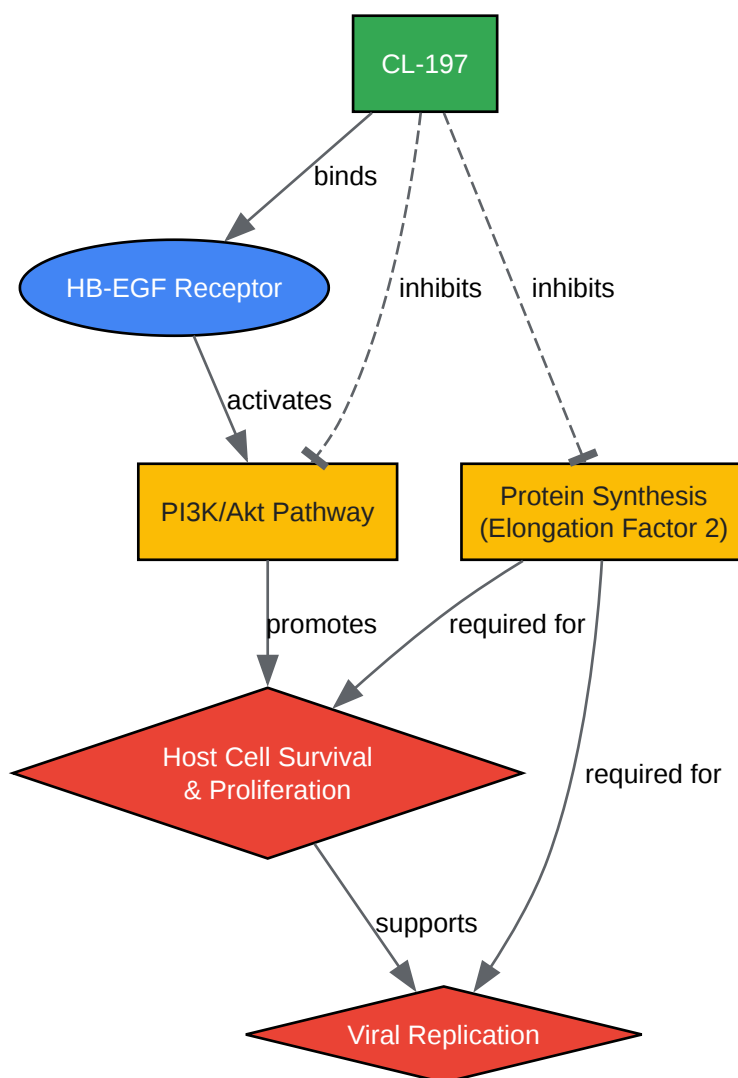 CL-197
binds
HB-EGF Receptor
inhibits
inhibits
activates
PI3K/Akt Pathway
Protein Synthesis
(Elongation Factor 2)
promotes
required for
Host Cell Survival
& Proliferation
required for
supports
Viral Replication